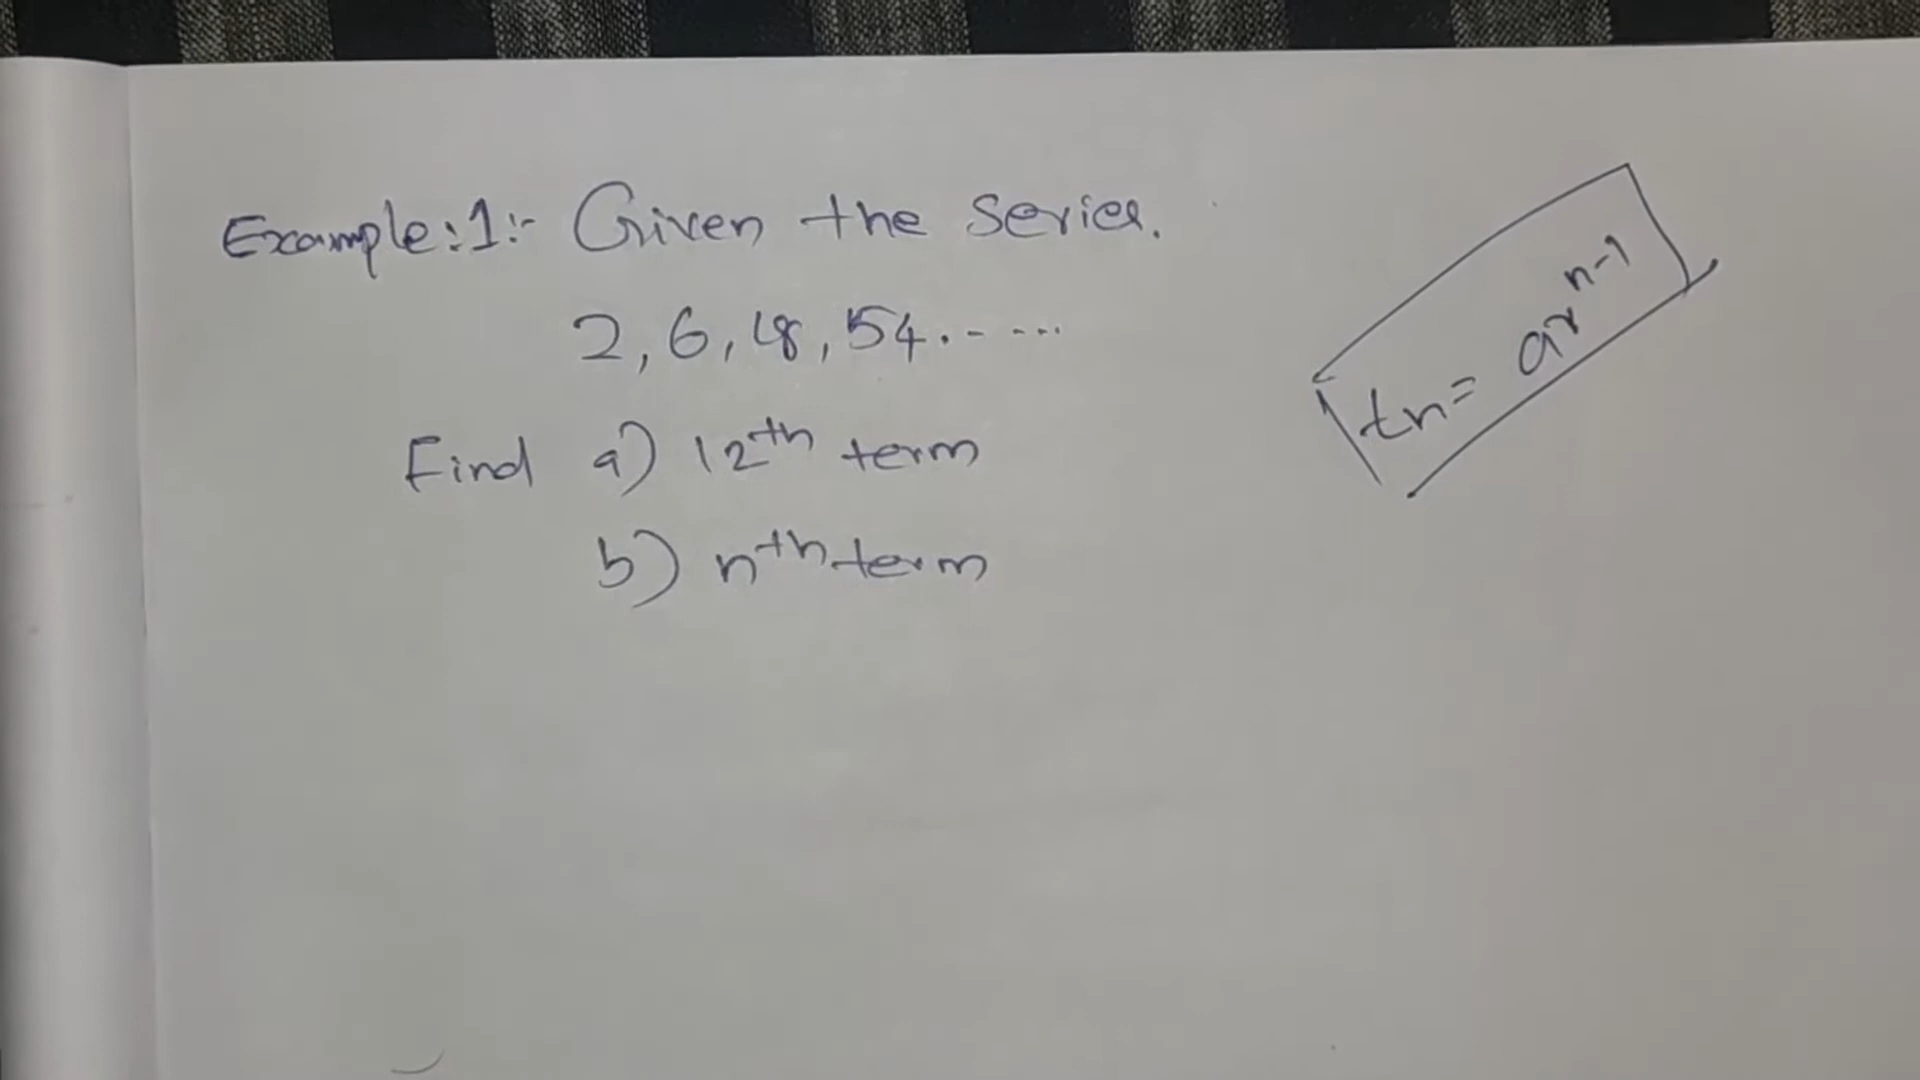 Example:1:- Given the series.
2, 6, 18, 54.-----
Find a) 12th term
b) nth term
tn= ar^n-1